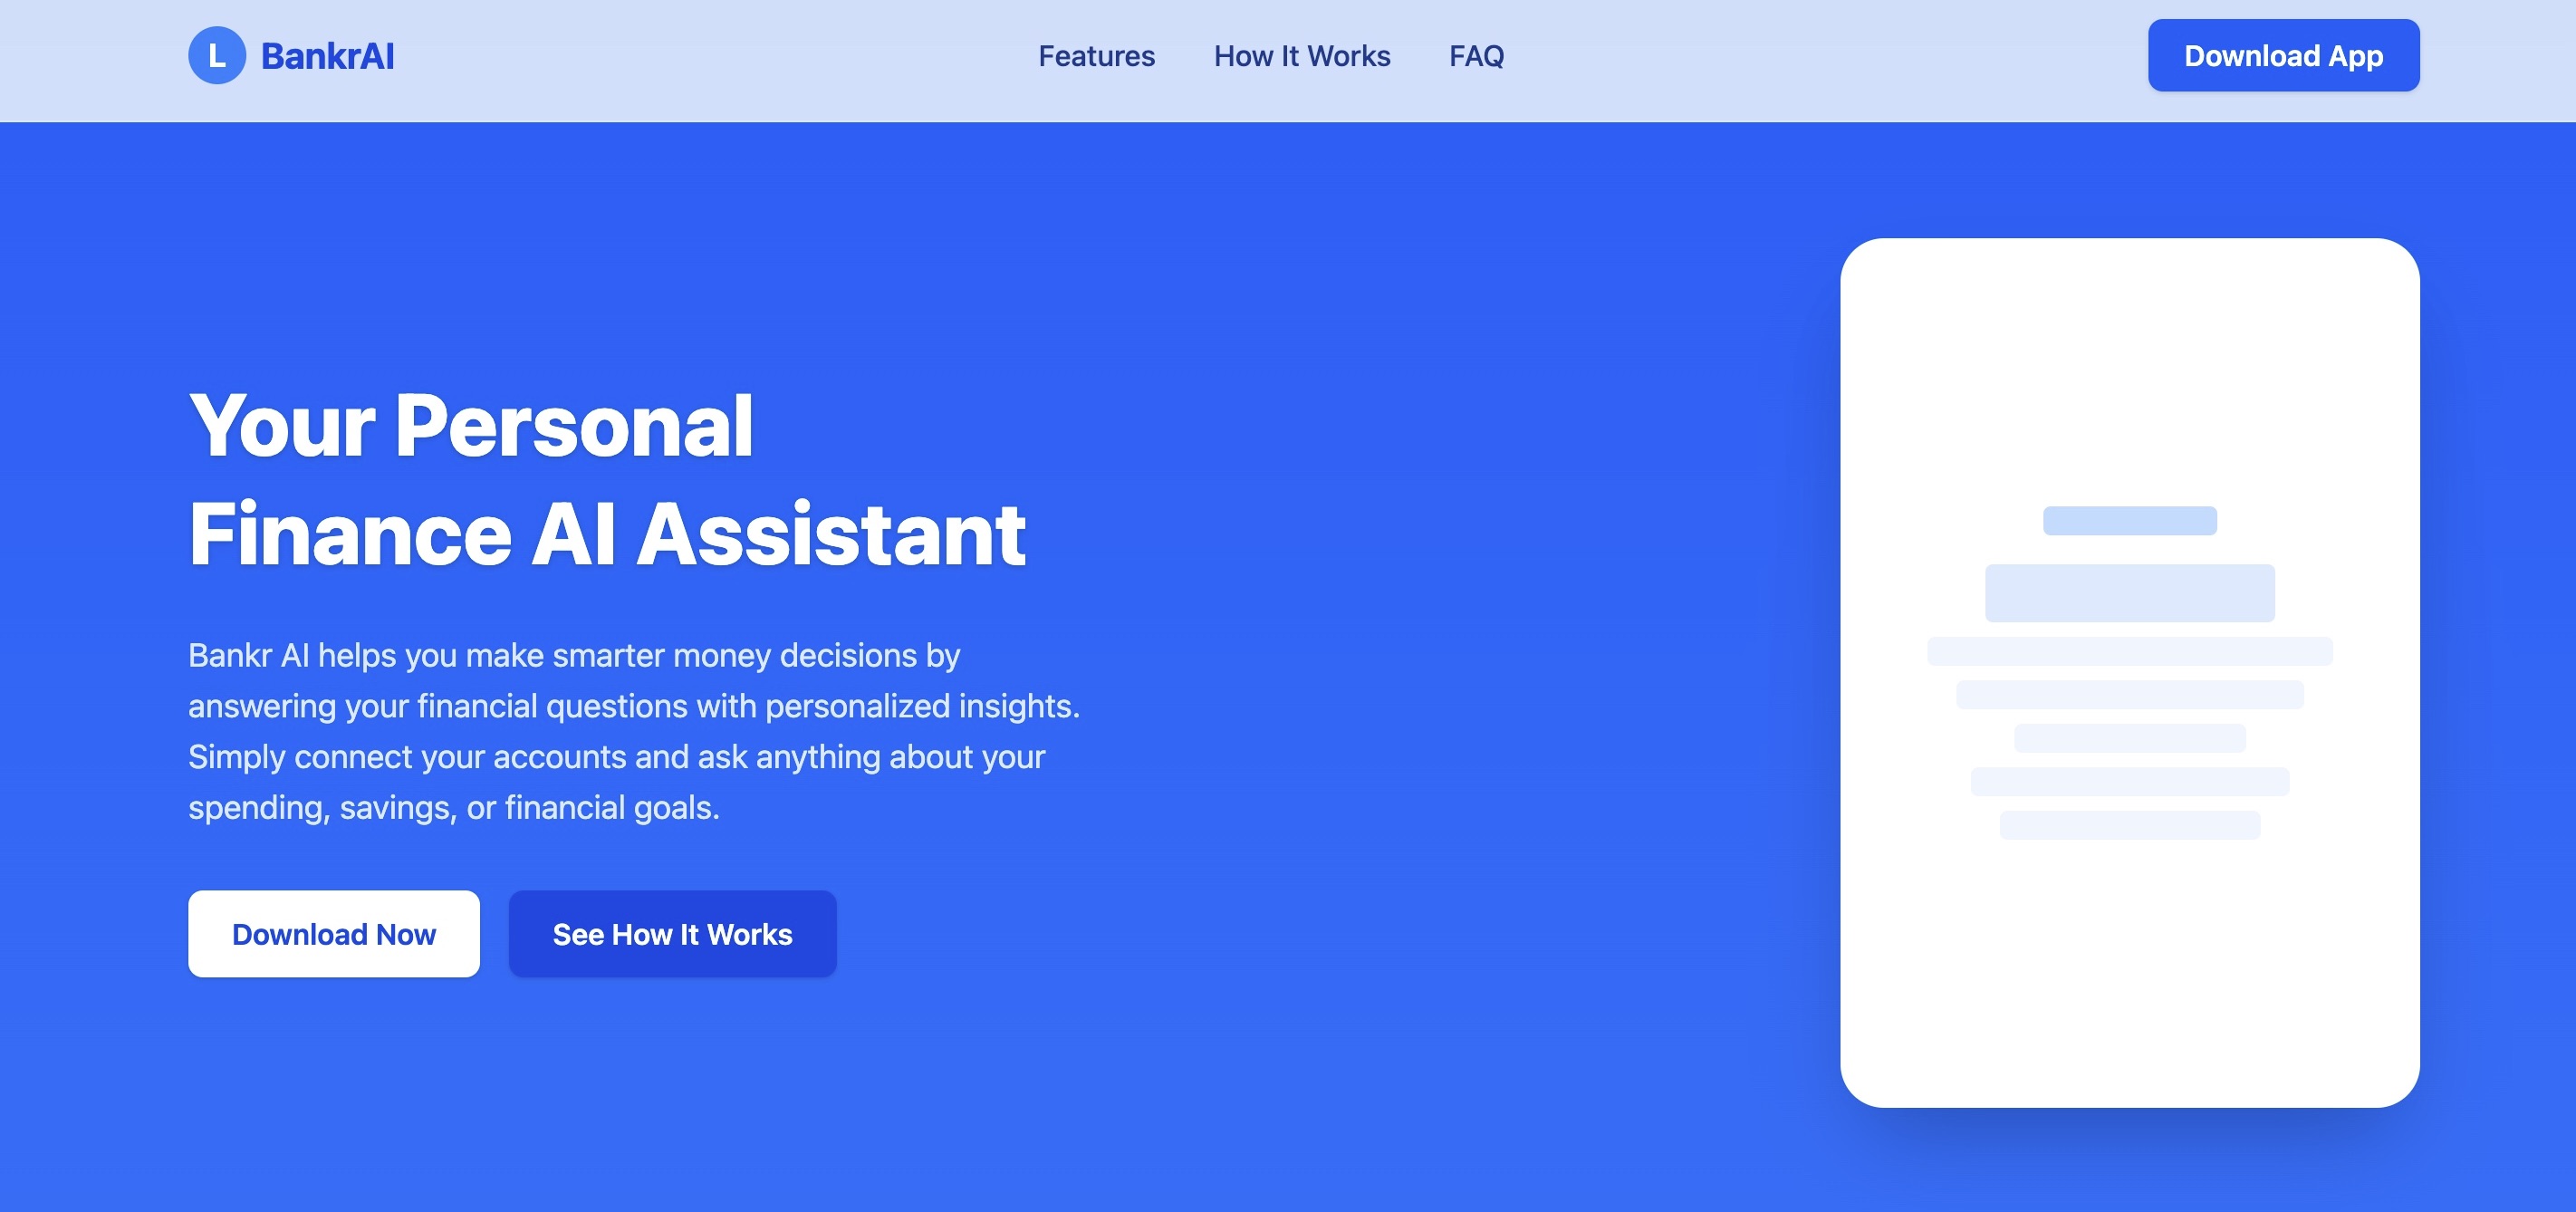 L BankrAI
Features How It Works FAQ
Download App
Your Personal
Finance AI Assistant
Bankr AI helps you make smarter money decisions by
answering your financial questions with personalized insights.
Simply connect your accounts and ask anything about your
spending, savings, or financial goals.
Download Now See How It Works